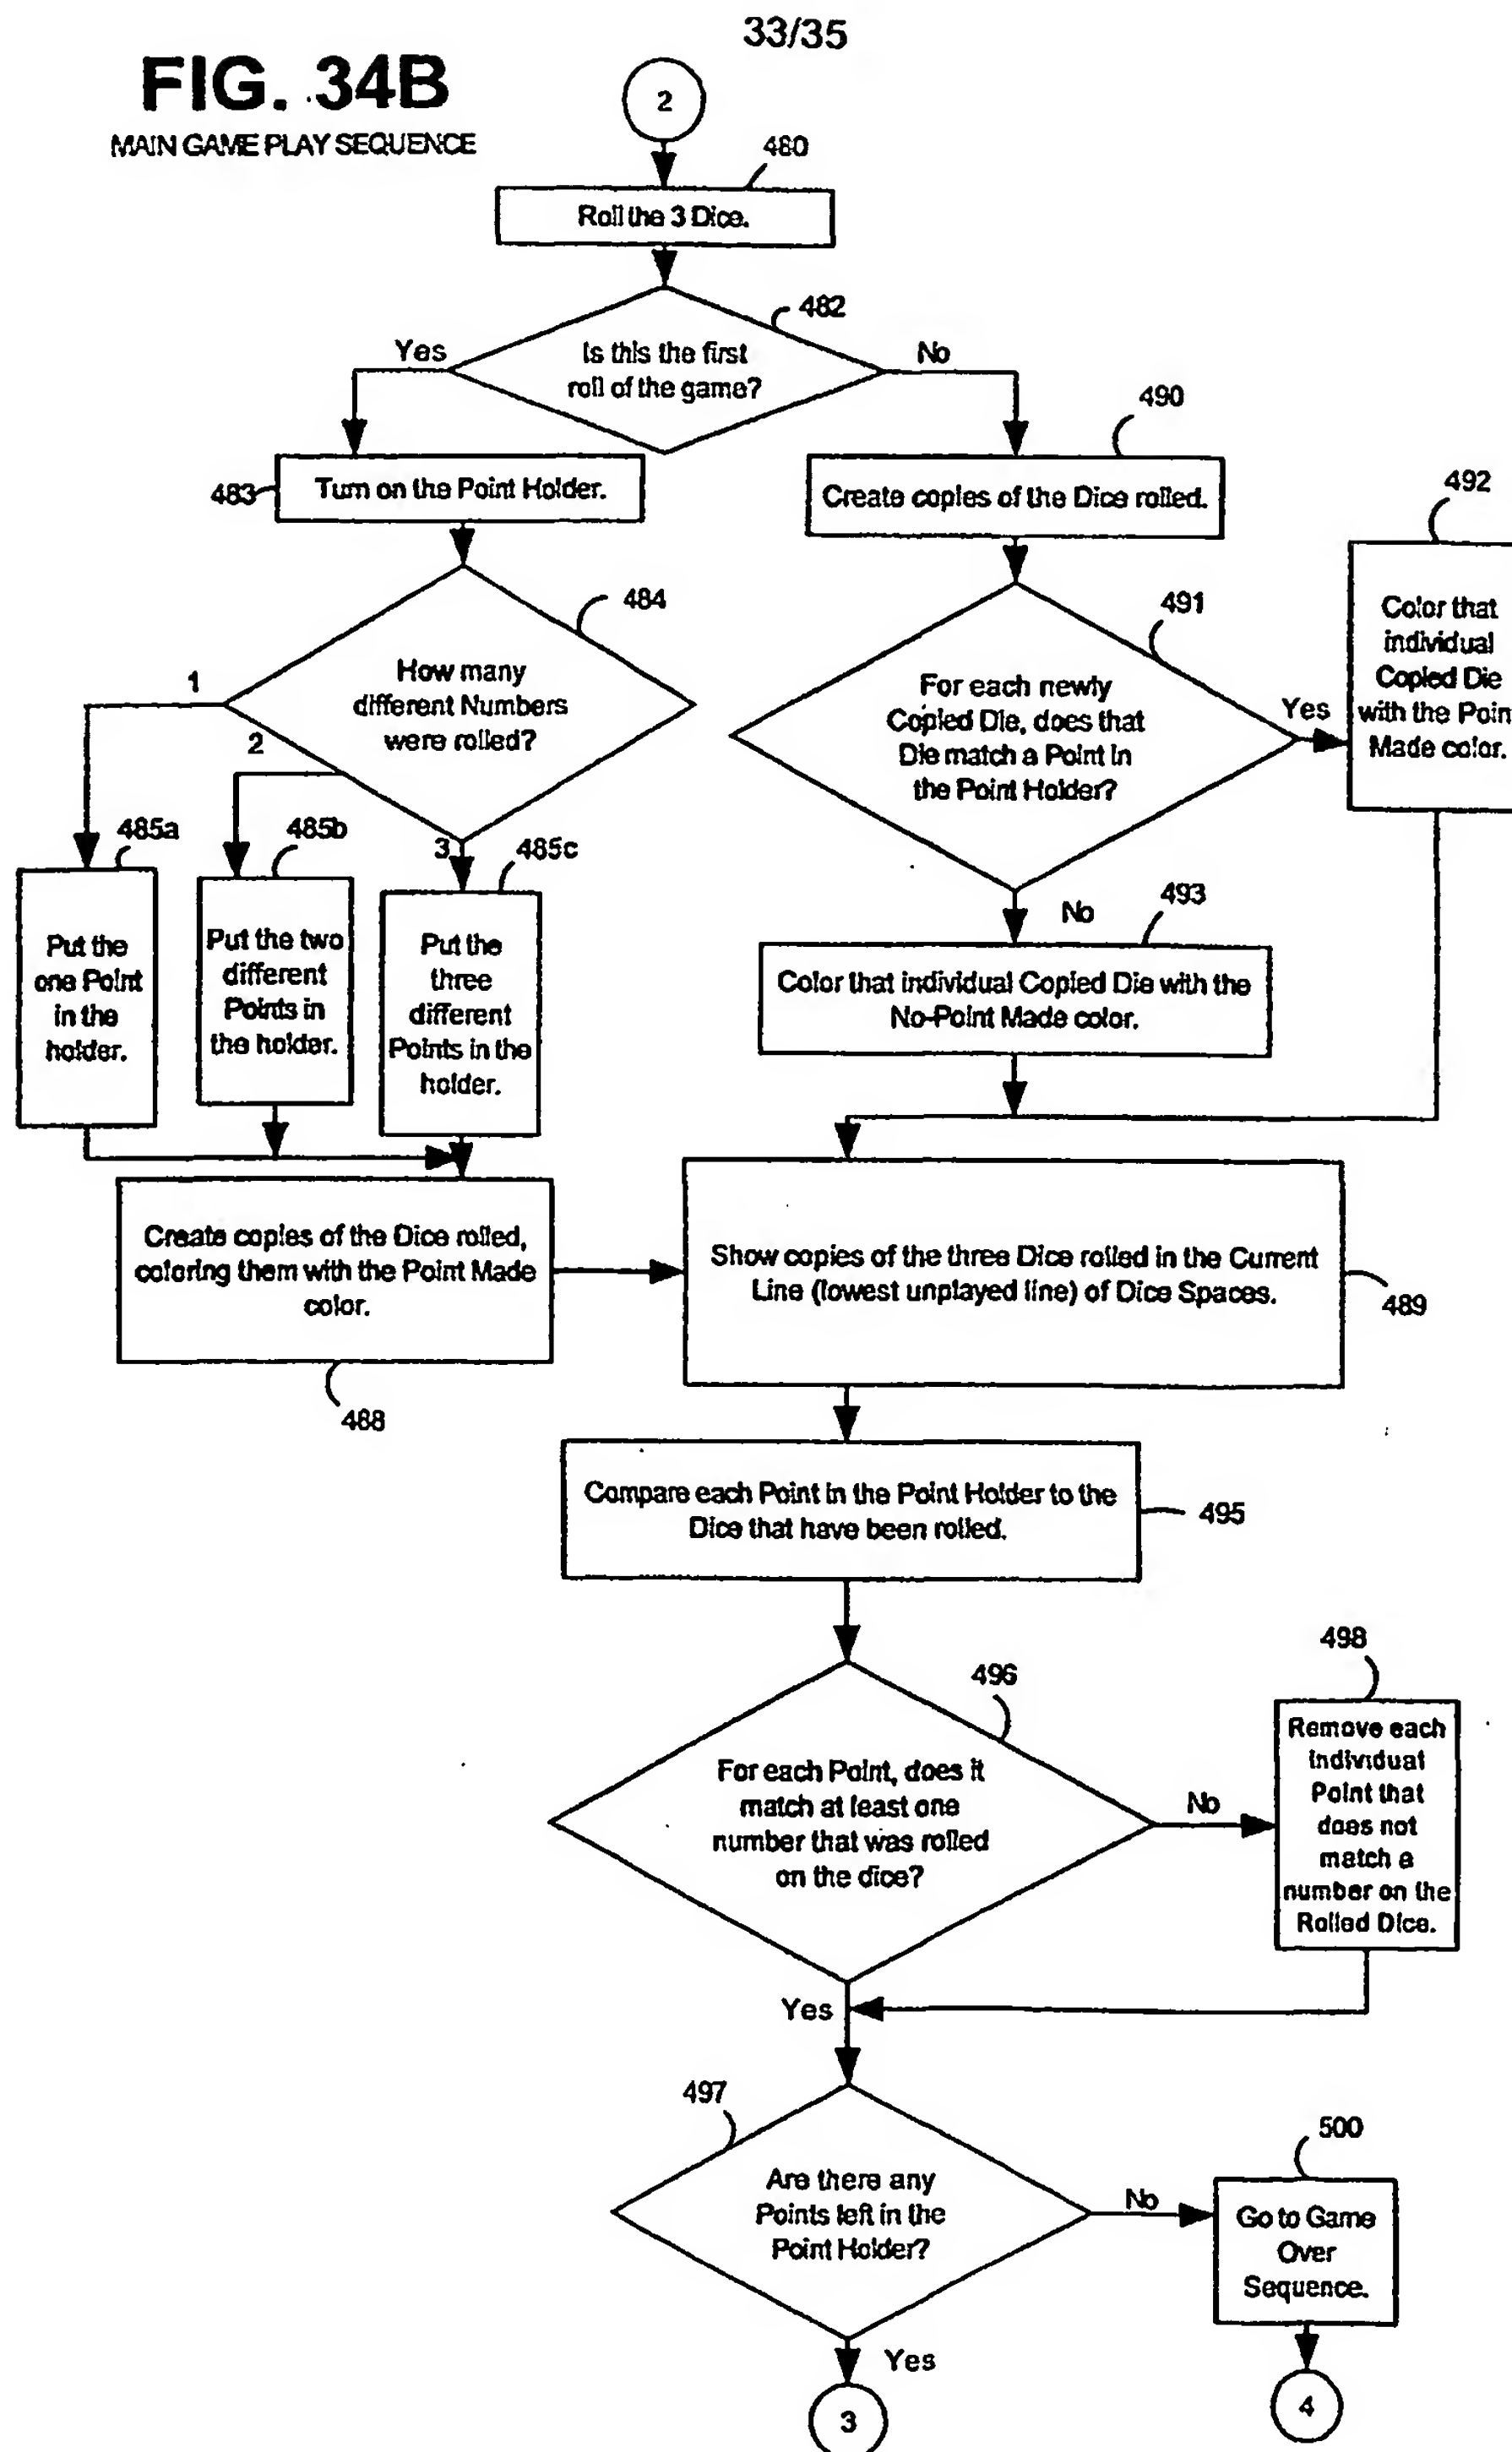 33/35
FIG. 34B
MAIN GAME PLAY SEQUENCE
2
480
Roll the 3 Dice.
482
Is this the first
roll of the game?
Yes
No
483
Turn on the Point Holder.
490
Create copies of the Dice rolled.
492
Color that
individual
Copied Die
with the Poin
Made color.
484
How many
different Numbers
were rolled?
1
2
3
491
For each newly
Copied Die, does that
Die match a Point in
the Point Holder?
Yes
No
485a
Put the
one Point
in the
holder.
485b
Put the two
different
Points in
the holder.
485c
Put the
three
different
Points in the
holder.
493
Color that individual Copied Die with the
No-Point Made color.
Create copies of the Dice rolled,
coloring them with the Point Made
color.
488
Show copies of the three Dice rolled in the Current
Line (lowest unplayed line) of Dice Spaces.
489
Compare each Point in the Point Holder to the
Dice that have been rolled.
495
496
For each Point, does it
match at least one
number that was rolled
on the dice?
No
498
Remove each
Individual
Point that
does not
match a
number on the
Rolled Dice.
Yes
497
Are there any
Points left in the
Point Holder?
No
500
Go to Game
Over
Sequence.
Yes
3
4